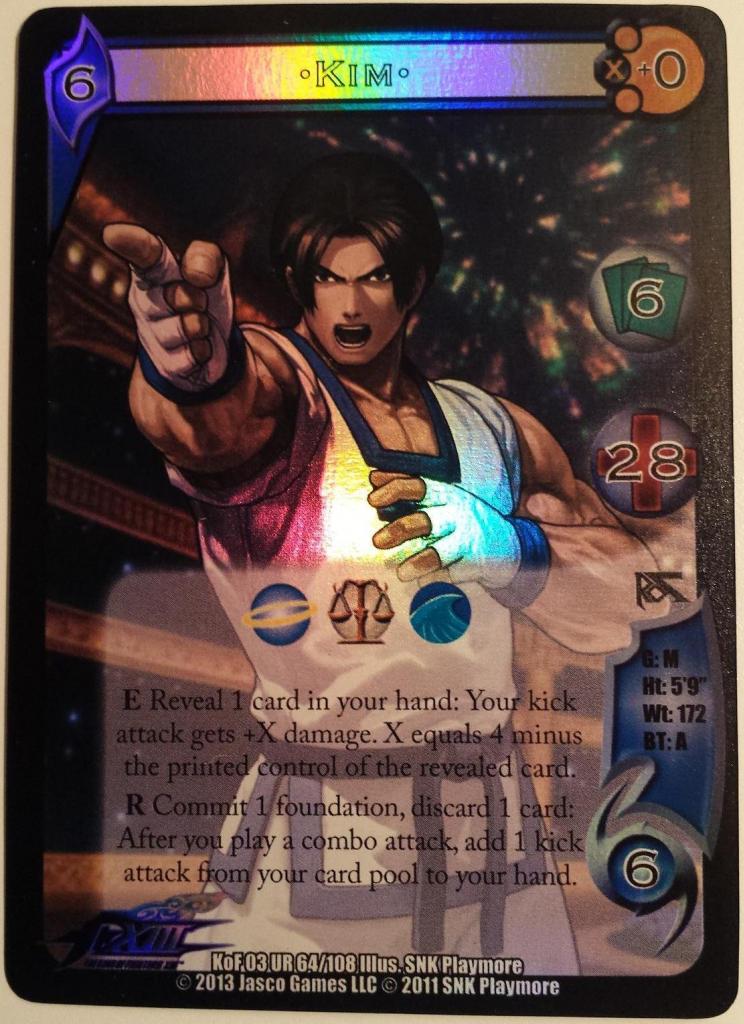 6
·KIM·
X
+0
6
28
G: M
Ht: 5'9"
Wt: 172
BT: A
E Reveal 1 card in your hand: Your kick
attack gets +X damage. X equals 4 minus
the printed control of the revealed card.
R Commit 1 foundation, discard 1 card:
After you play a combo attack, add 1 kick
attack from your card pool to your hand.
6
XIII
KoF.03.UR 64/108 Illus. SNK Playmore
© 2013 Jasco Games LLC © 2011 SNK Playmore